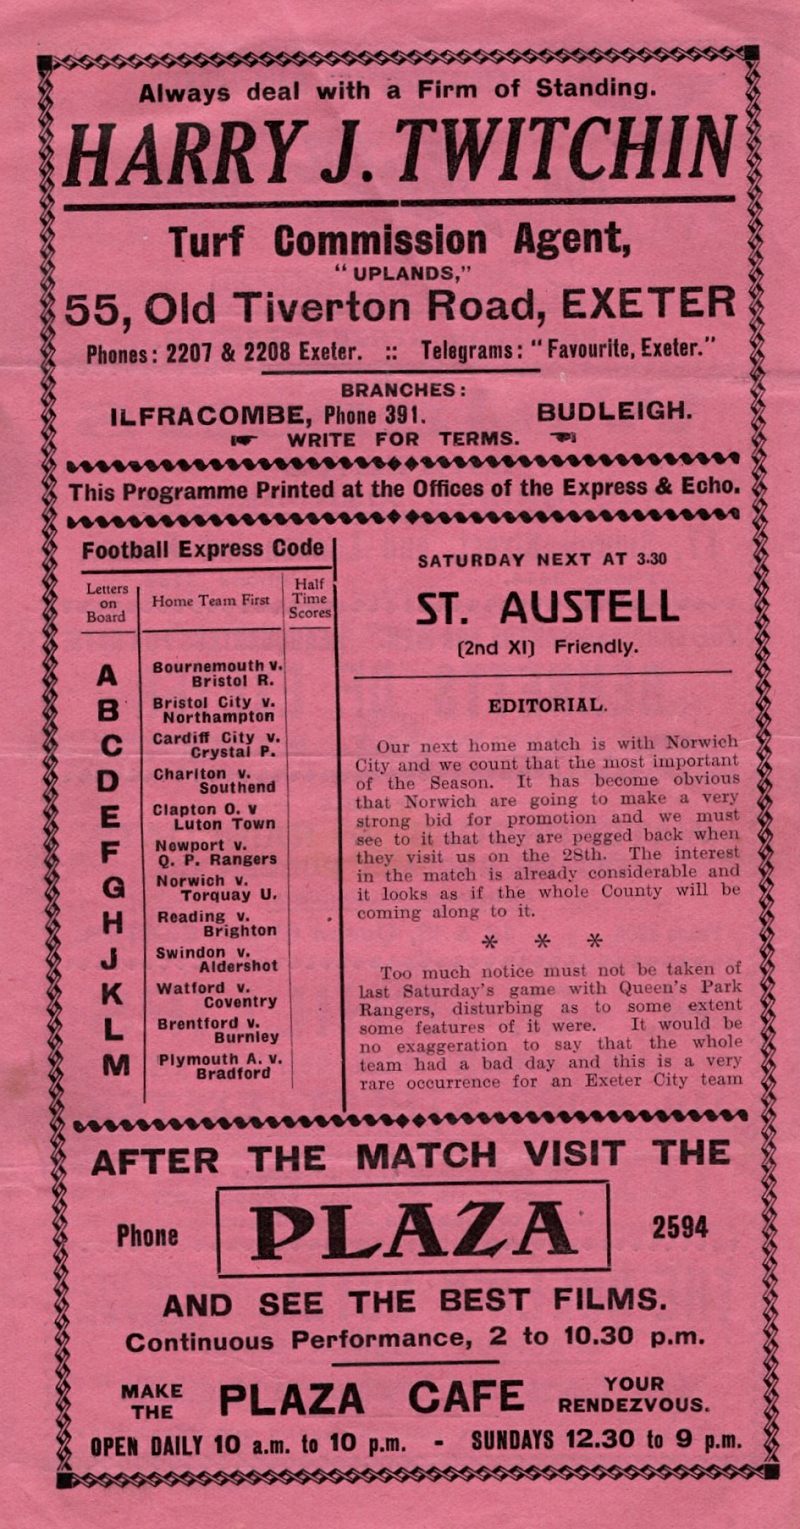 Always deal with a Firm of Standing.
HARRY J. TWITCHIN
Turf Commission Agent,
"UPLANDS,"
55, Old Tiverton Road, EXETER
Phones: 2207 & 2208 Exeter. :: Telegrams: "Favourite, Exeter."
BRANCHES:
ILFRACOMBE, Phone 391. BUDLEIGH.
WRITE FOR TERMS.
This Programme Printed at the Offices of the Express & Echo.
Football Express Code
Letters on Board
Home Team First
Half Time Scores
A Bournemouth v.
Bristol R.
B Bristol City v.
Northampton
C Cardiff City v.
Crystal P.
D Charlton v.
Southend
E Clapton O. v
Luton Town
F Newport v.
Q. P. Rangers
G Norwich v.
Torquay U.
H Reading v.
Brighton
J Swindon v.
Aldershot
K Watford v.
Coventry
L Brentford v.
Burnley
M Plymouth A. v.
Bradford
SATURDAY NEXT AT 3.30
ST. AUSTELL
(2nd XI) Friendly.
EDITORIAL.
Our next home match is with Norwich
City and we count that the most important
of the Season. It has become obvious
that Norwich are going to make a very
strong bid for promotion and we must
see to it that they are pegged back when
they visit us on the 28th. The interest
in the match is already considerable and
it looks as if the whole County will be
coming along to it.
* * *
Too much notice must not be taken of
last Saturday's game with Queen's Park
Rangers, disturbing as to some extent
some features of it were. It would be
no exaggeration to say that the whole
team had a bad day and this is a very
rare occurrence for an Exeter City team
AFTER THE MATCH VISIT THE
Phone PLAZA 2594
AND SEE THE BEST FILMS.
Continuous Performance, 2 to 10.30 p.m.
MAKE THE PLAZA CAFE YOUR RENDEZVOUS.
OPEN DAILY 10 a.m. to 10 p.m. - SUNDAYS 12.30 to 9 p.m.